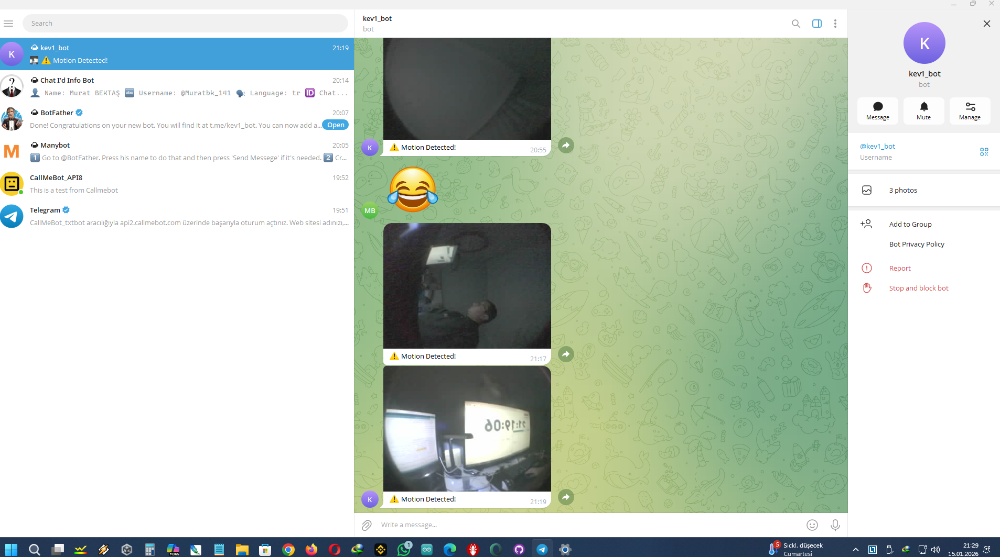 Search
kev1_bot
21:19
⚠️ Motion Detected!
Chat I'd Info Bot
20:14
Name: Murat BEKTAŞ abc Username: @Muratbk_141 Language: tr ID Chat...
BotFather
20:07
Done! Congratulations on your new bot. You will find it at t.me/kev1_bot. You can now add a...
Open
Manybot
20:05
1 Go to @BotFather. Press his name to do that and then press 'Send Messege' if it's needed. 2 Cr...
CallMeBot_API8
19:52
This is a test from Callmebot
Telegram
19:51
CallMeBot_txtbot aracılığıyla api2.callmebot.com üzerinde başarıyla oturum açtınız. Web sitesi adınızı,...
kev1_bot
bot
K
⚠️ Motion Detected!
20:55
MB
⚠️ Motion Detected!
21:17
21:19:06
K
⚠️ Motion Detected!
21:19
Write a message...
K
kev1_bot
bot
Message
Mute
Manage
@kev1_bot
Username
3 photos
Add to Group
Bot Privacy Policy
Report
Stop and block bot
M365
1
5
Sıckl. düşecek
Cumartesi
21:29
15.01.2026